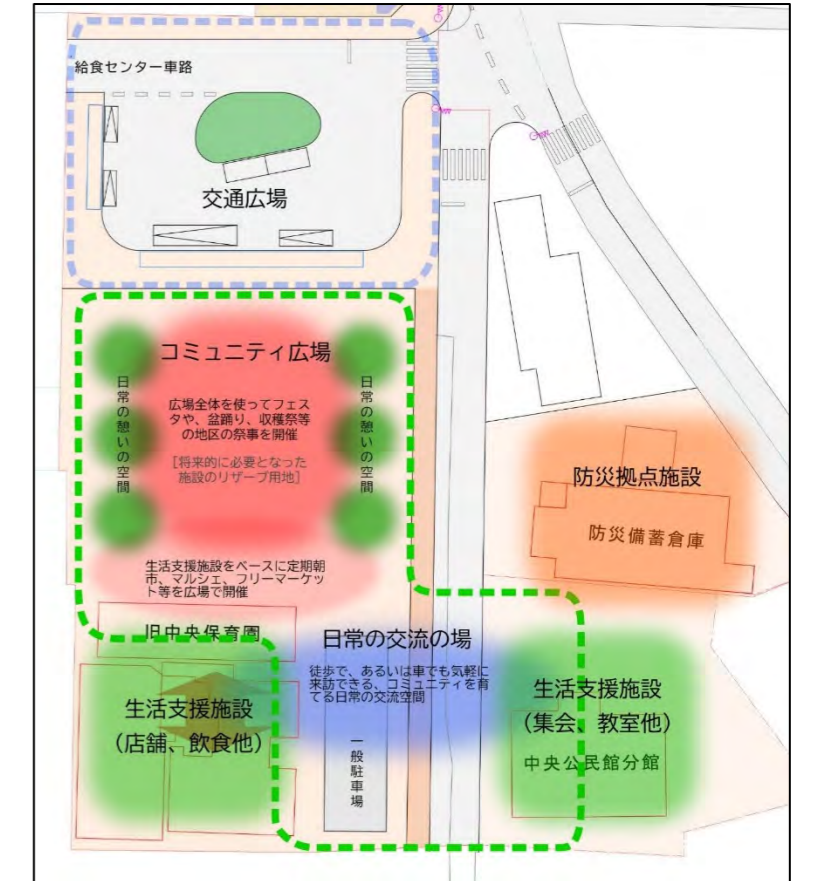 給食センター車路
交通広場
コミュニティ広場
日常の憩いの空間
広場全体を使ってフェス
タや、盆踊り、収穫祭等
の地区の祭事を開催
［将来的に必要となった
施設のリザーブ用地］
日常の憩いの空間
生活支援施設をベースに定期朝
市、マルシェ、フリーマーケッ
ト等を広場で開催
防災拠点施設
防災備蓄倉庫
旧中央保育園
日常の交流の場
徒歩で、あるいは車でも気軽に
来訪できる、コミュニティを育
てる日常の交流空間
生活支援施設
（店舗、飲食他）
一般駐車場
生活支援施設
（集会、教室他）
中央公民館分館